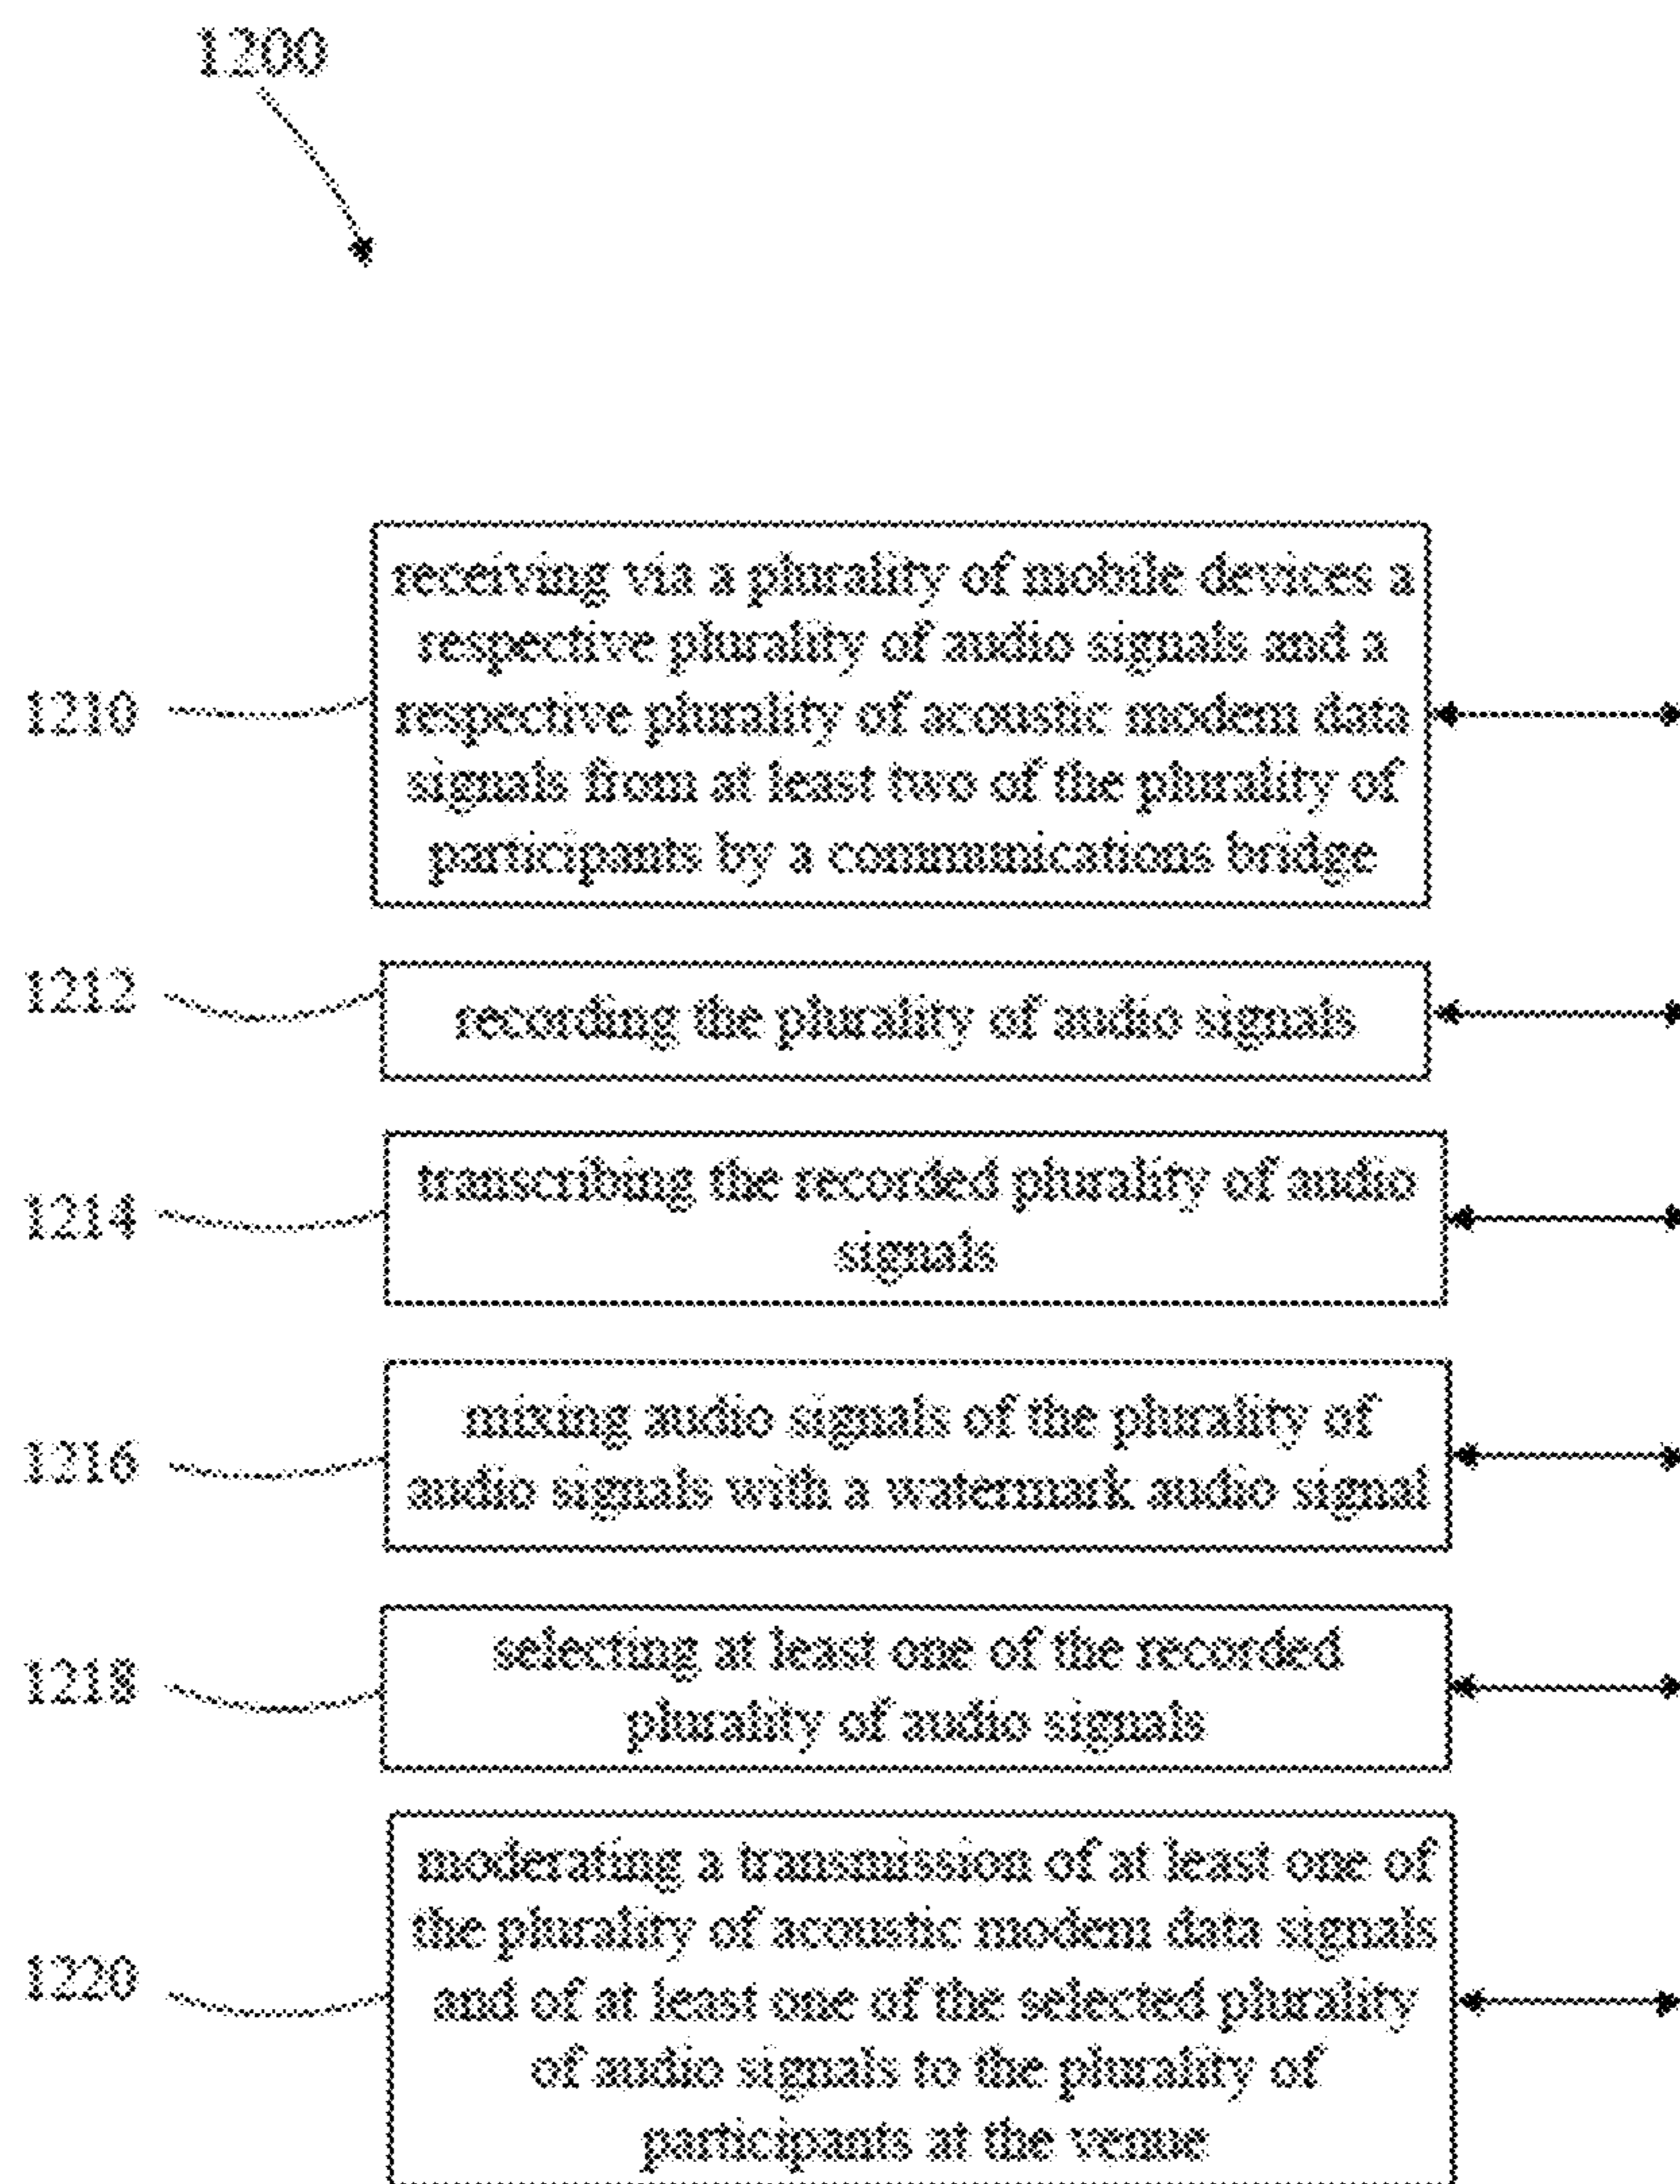 1200
receiving via a plurality of mobile devices a
respective plurality of audio signals and a
1210
respective plurality of acoustic modem data
signals from at least two of the plurality of
participants by a communications bridge
1212
recording the plurality of audio signals
transcribing the recorded plurality of audio
1214
signals
mixing audio signals of the plurality of
1216
audio signals with a watermark audio signal
selecting at least one of the recorded
1218
plurality of audio signals
moderating a transmission of at least one of
the plurality of acoustic modem data signals
1220
and of at least one of the selected plurality
of audio signals to the plurality of
participants at the venue